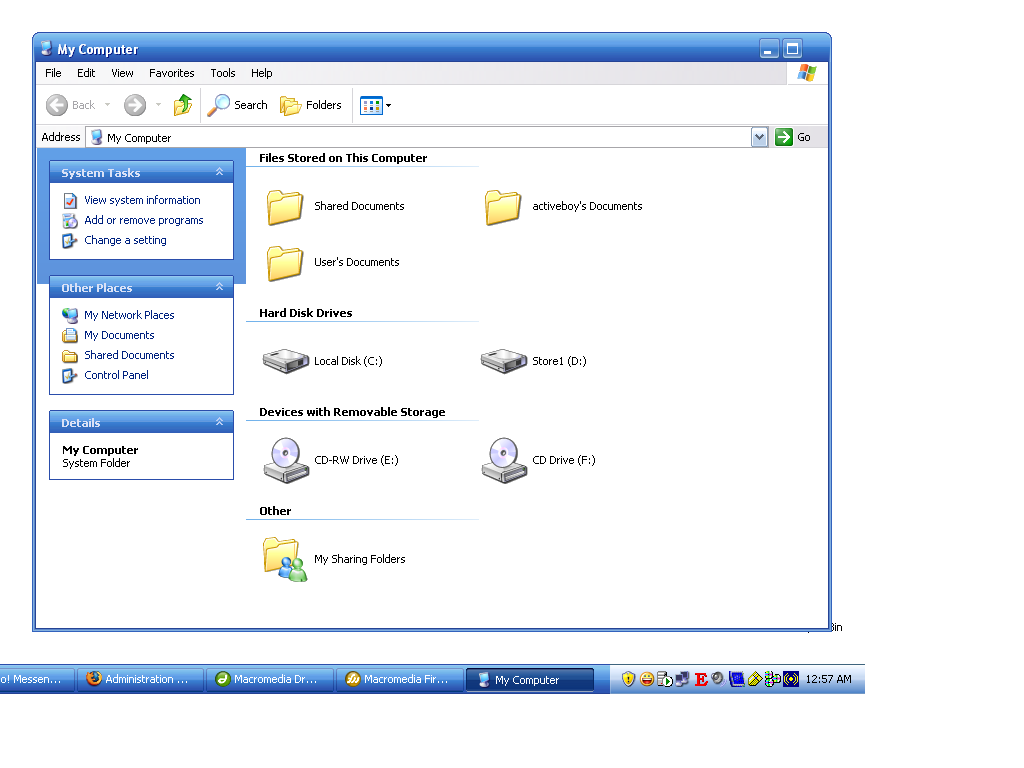 My Computer
File Edit View Favorites Tools Help
Back Search Folders
Address My Computer Go
System Tasks
View system information
Add or remove programs
Change a setting
Other Places
My Network Places
My Documents
Shared Documents
Control Panel
Details
My Computer
System Folder
Files Stored on This Computer
Shared Documents activeboy's Documents
User's Documents
Hard Disk Drives
Local Disk (C:) Store1 (D:)
Devices with Removable Storage
CD-RW Drive (E:) CD Drive (F:)
Other
My Sharing Folders
o! Messen... Administration ... Macromedia Dr... Macromedia Fir... My Computer 12:57 AM